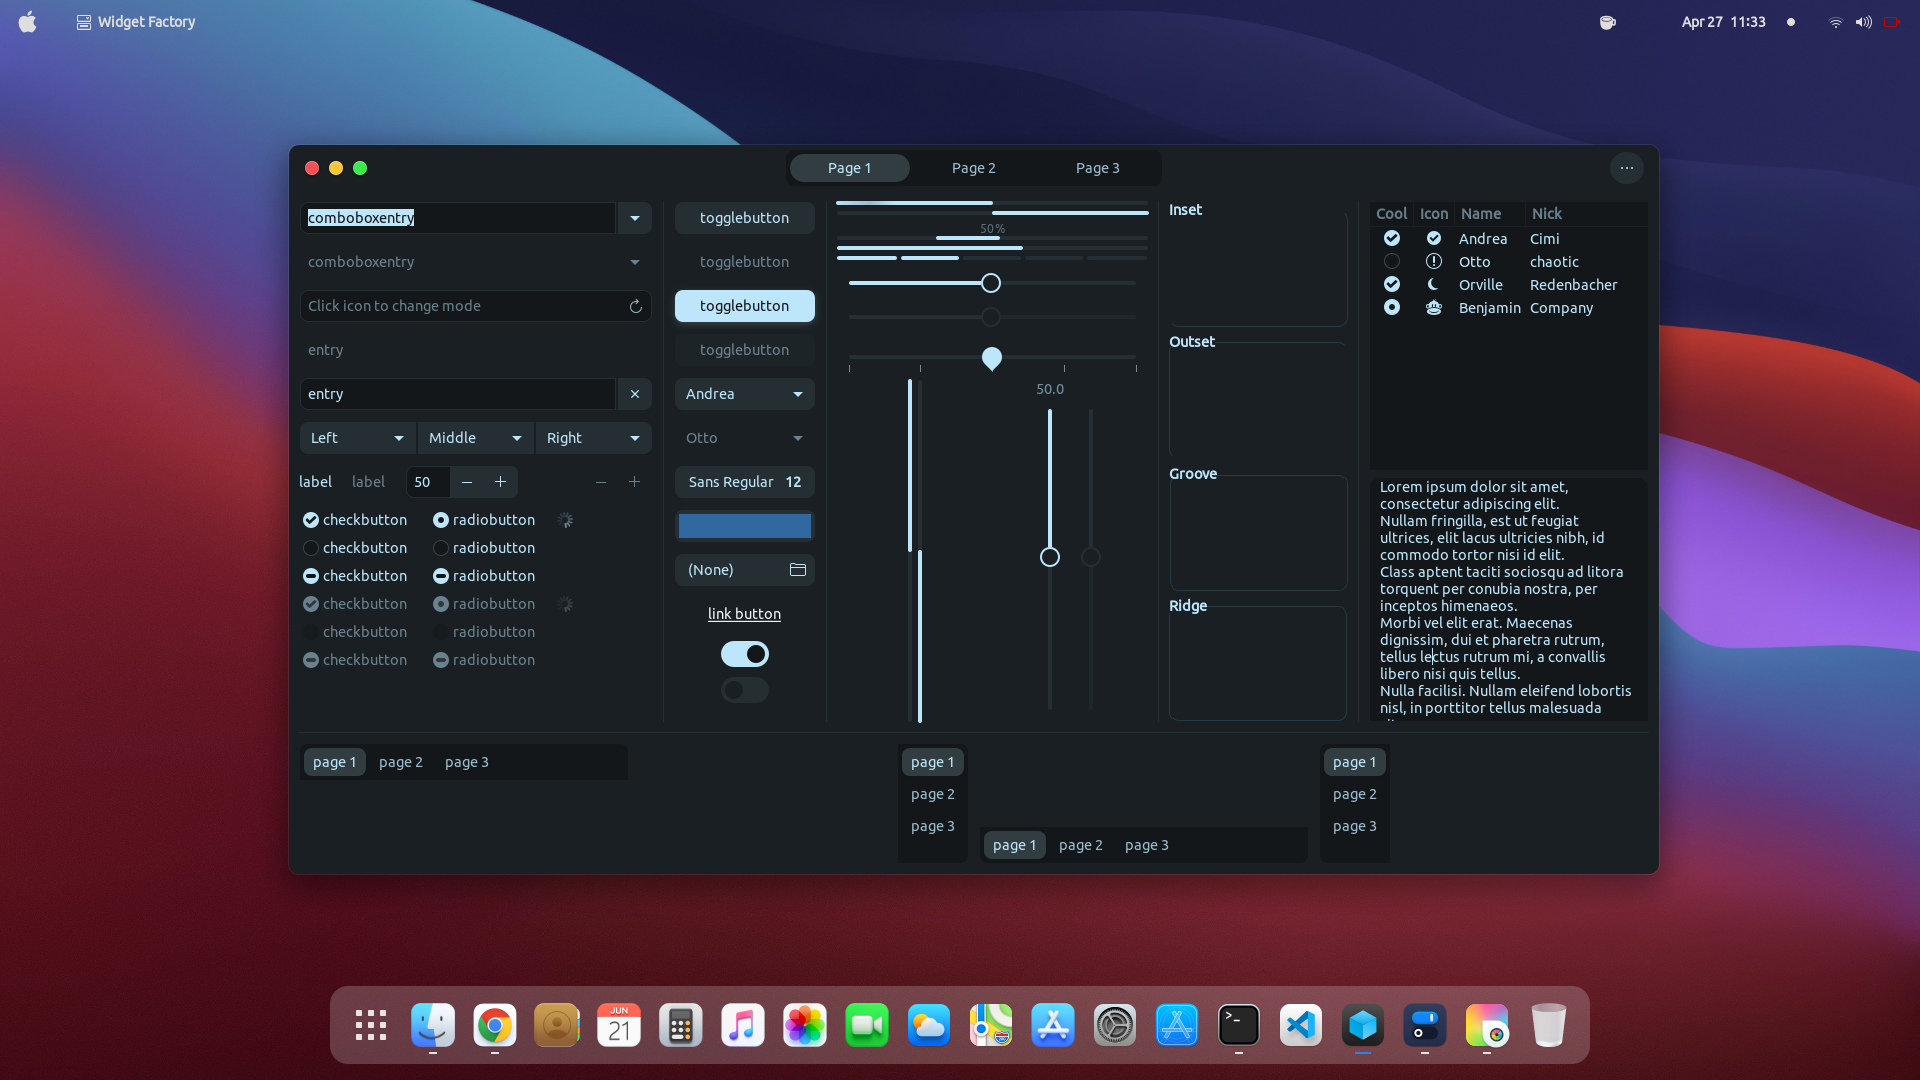 Widget Factory
Apr 27 11:33
Page 1
Page 2
Page 3
comboboxentry
comboboxentry
Click icon to change mode
entry
entry
Left
Middle
Right
label
label
50
checkbutton
radiobutton
checkbutton
radiobutton
checkbutton
radiobutton
checkbutton
radiobutton
checkbutton
radiobutton
checkbutton
radiobutton
togglebutton
togglebutton
togglebutton
togglebutton
Andrea
Otto
Sans Regular 12
(None)
link button
50%
50.0
Inset
Outset
Groove
Ridge
Cool Icon Name Nick
Andrea Cimi
Otto chaotic
Orville Redenbacher
Benjamin Company
Lorem ipsum dolor sit amet,
consectetur adipiscing elit.
Nullam fringilla, est ut feugiat
ultrices, elit lacus ultricies nibh, id
commodo tortor nisi id elit.
Class aptent taciti sociosqu ad litora
torquent per conubia nostra, per
inceptos himenaeos.
Morbi vel elit erat. Maecenas
dignissim, dui et pharetra rutrum,
tellus lectus rutrum mi, a convallis
libero nisi quis tellus.
Nulla facilisi. Nullam eleifend lobortis
nisl, in porttitor tellus malesuada
page 1
page 2
page 3
page 1
page 2
page 3
page 1
page 2
page 3
page 1
page 2
page 3
JUN
21